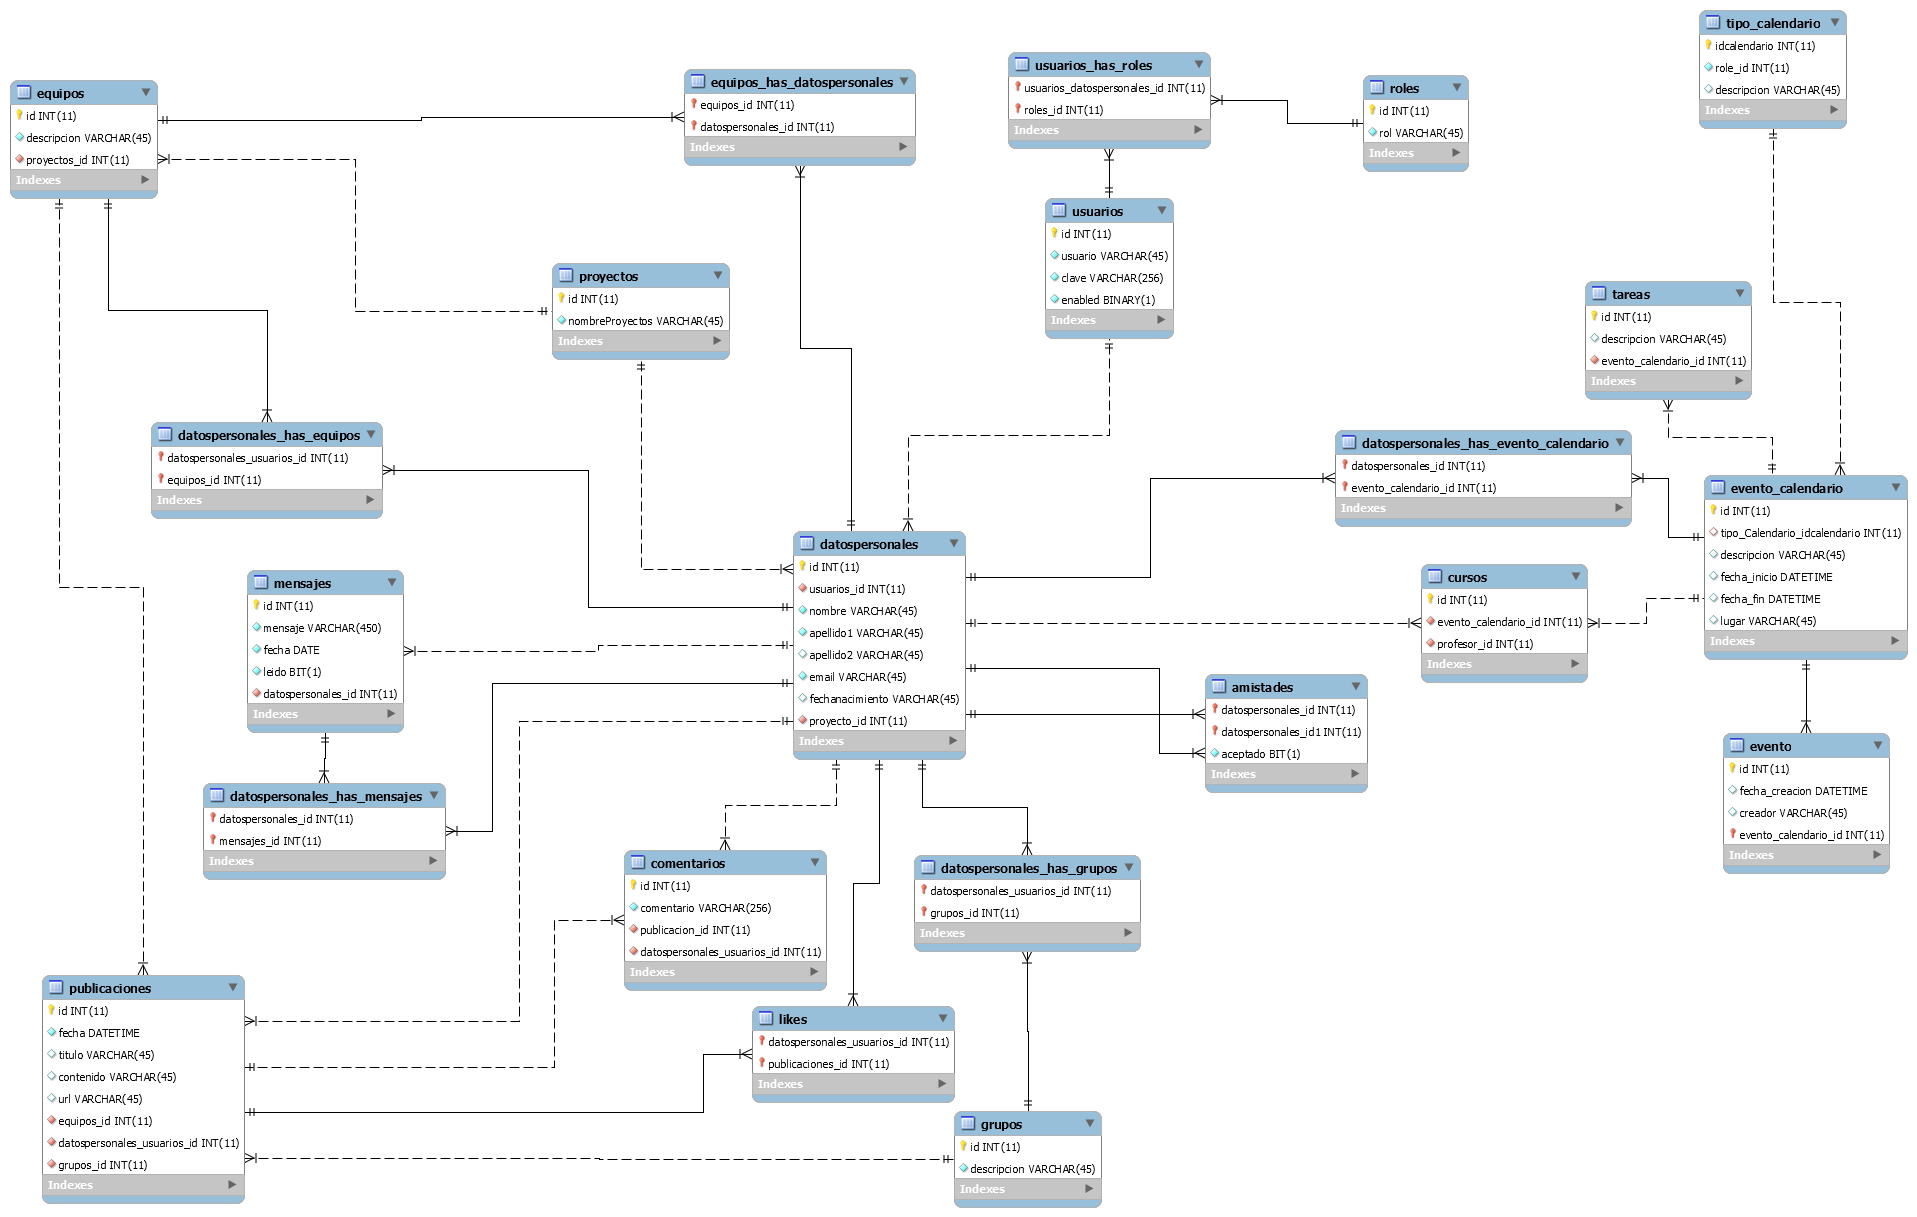 equipos
id INT(11)
descripcion VARCHAR(45)
proyectos_id INT(11)
Indexes
equipos_has_datospersonales
equipos_id INT(11)
datospersonales_id INT(11)
Indexes
usuarios_has_roles
usuarios_datospersonales_id INT(11)
roles_id INT(11)
Indexes
roles
id INT(11)
rol VARCHAR(45)
Indexes
tipo_calendario
idcalendario INT(11)
role_id INT(11)
descripcion VARCHAR(45)
Indexes
usuarios
id INT(11)
usuario VARCHAR(45)
clave VARCHAR(256)
enabled BINARY(1)
Indexes
proyectos
id INT(11)
nombreProyectos VARCHAR(45)
Indexes
tareas
id INT(11)
descripcion VARCHAR(45)
evento_calendario_id INT(11)
Indexes
datospersonales_has_equipos
datospersonales_usuarios_id INT(11)
equipos_id INT(11)
Indexes
datospersonales_has_evento_calendario
datospersonales_id INT(11)
evento_calendario_id INT(11)
Indexes
evento_calendario
id INT(11)
tipo_Calendario_idcalendario INT(11)
descripcion VARCHAR(45)
fecha_inicio DATETIME
fecha_fin DATETIME
lugar VARCHAR(45)
Indexes
datospersonales
id INT(11)
usuarios_id INT(11)
nombre VARCHAR(45)
apellido1 VARCHAR(45)
apellido2 VARCHAR(45)
email VARCHAR(45)
fechanacimiento VARCHAR(45)
proyecto_id INT(11)
Indexes
mensajes
id INT(11)
mensaje VARCHAR(450)
fecha DATE
leido BIT(1)
datospersonales_id INT(11)
Indexes
cursos
id INT(11)
evento_calendario_id INT(11)
profesor_id INT(11)
Indexes
amistades
datospersonales_id INT(11)
datospersonales_id1 INT(11)
aceptado BIT(1)
Indexes
evento
id INT(11)
fecha_creacion DATETIME
creador VARCHAR(45)
evento_calendario_id INT(11)
Indexes
datospersonales_has_mensajes
datospersonales_id INT(11)
mensajes_id INT(11)
Indexes
comentarios
id INT(11)
comentario VARCHAR(256)
publicacion_id INT(11)
datospersonales_usuarios_id INT(11)
Indexes
datospersonales_has_grupos
datospersonales_usuarios_id INT(11)
grupos_id INT(11)
Indexes
publicaciones
id INT(11)
fecha DATETIME
titulo VARCHAR(45)
contenido VARCHAR(45)
url VARCHAR(45)
equipos_id INT(11)
datospersonales_usuarios_id INT(11)
grupos_id INT(11)
Indexes
likes
datospersonales_usuarios_id INT(11)
publicaciones_id INT(11)
Indexes
grupos
id INT(11)
descripcion VARCHAR(45)
Indexes